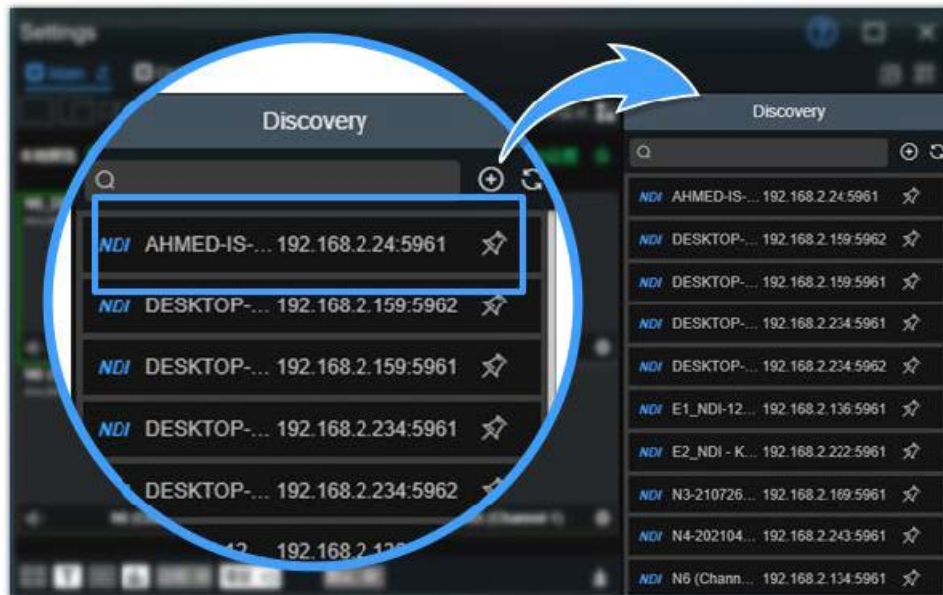 Settings
Main
Discovery
NDI AHMED-IS-... 192.168.2.24:5961
NDI DESKTOP-... 192.168.2.159:5962
NDI DESKTOP-... 192.168.2.159:5961
NDI DESKTOP-... 192.168.2.234:5961
DESKTOP-... 192.168.2.234:5962
Discovery
NDI AHMED-IS-... 192.168.2.24:5961
NDI DESKTOP-... 192.168.2.159:5962
NDI DESKTOP-... 192.168.2.159:5961
NDI DESKTOP-... 192.168.2.234:5961
NDI DESKTOP-... 192.168.2.234:5962
NDI E1_NDI-12... 192.168.2.136:5961
NDI E2_NDI - K... 192.168.2.222:5961
NDI N3-210726... 192.168.2.169:5961
NDI N4-202104... 192.168.2.243:5961
NDI N6 (Chann... 192.168.2.134:5961